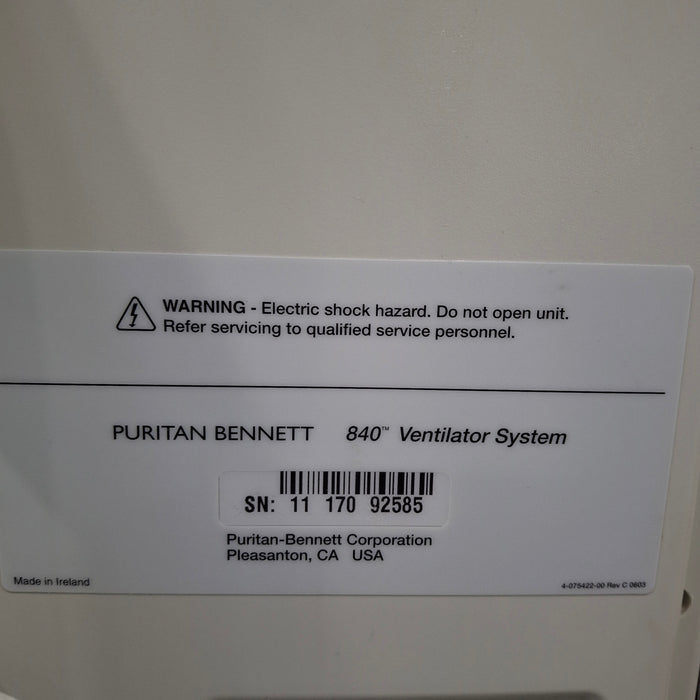 WARNING - Electric shock hazard. Do not open unit.
Refer servicing to qualified service personnel.
PURITAN BENNETT 840™ Ventilator System
SN: 11 170 92585
Puritan-Bennett Corporation
Pleasanton, CA USA
Made in Ireland
4-075422-00 Rev C 0603